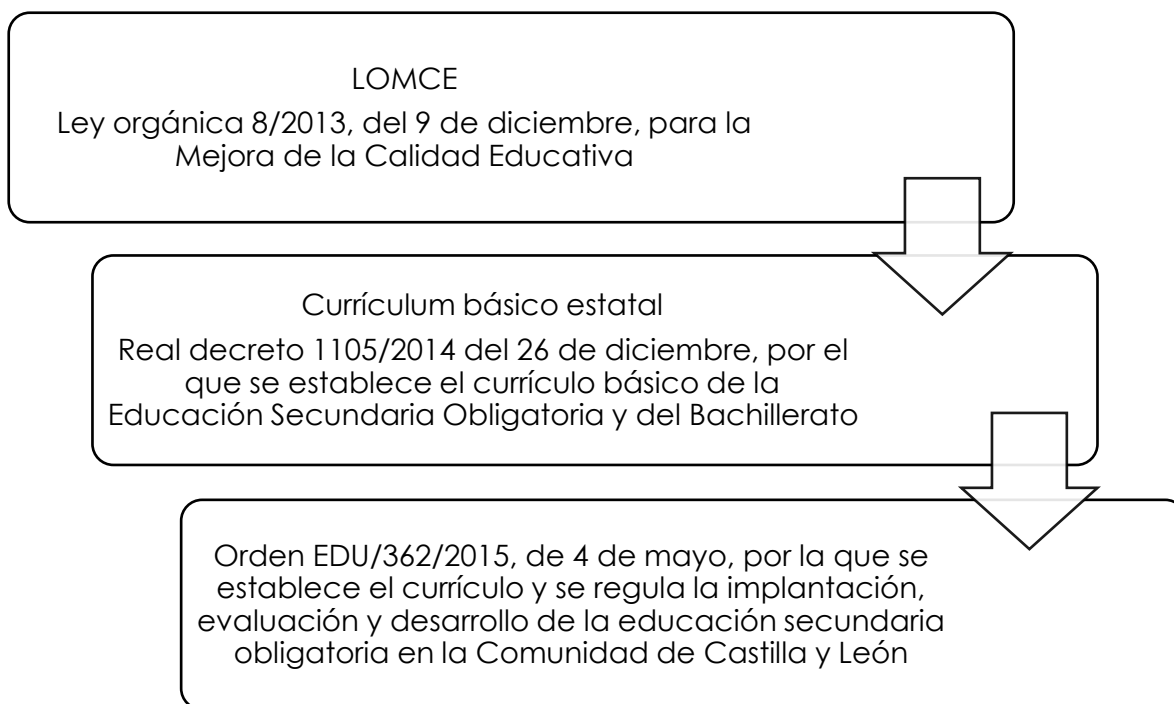 LOMCE
Ley orgánica 8/2013, del 9 de diciembre, para la
Mejora de la Calidad Educativa
Currículum básico estatal
Real decreto 1105/2014 del 26 de diciembre, por el
que se establece el currículo básico de la
Educación Secundaria Obligatoria y del Bachillerato
Orden EDU/362/2015, de 4 de mayo, por la que se
establece el currículo y se regula la implantación,
evaluación y desarrollo de la educación secundaria
obligatoria en la Comunidad de Castilla y León